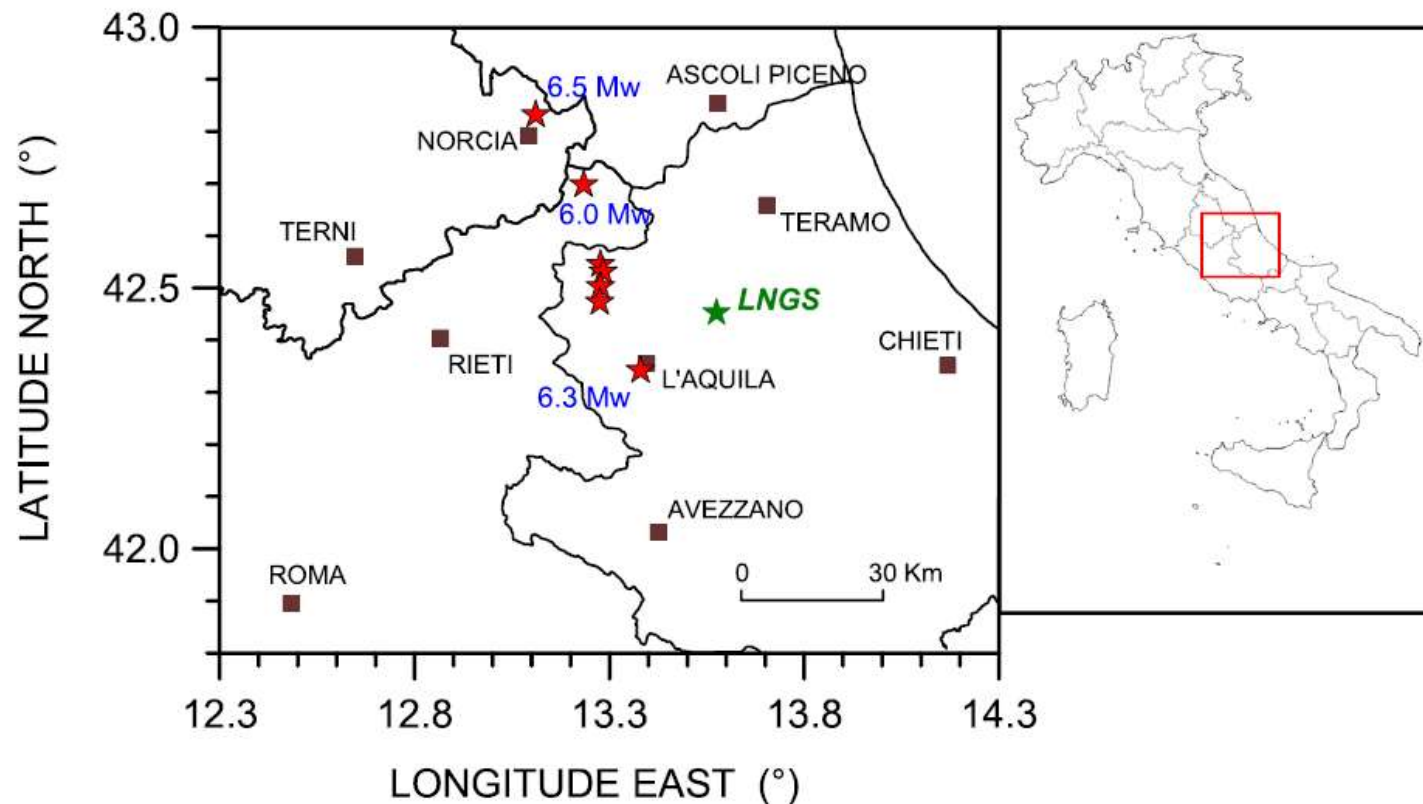 43.0
6.5 Mw
ASCOLI PICENO
NORCIA
6.0 Mw
TERAMO
TERNI
42.5
LNGS
RIETI
CHIETI
L'AQUILA
6.3 Mw
AVEZZANO
42.0
ROMA
0 30 Km
12.3 12.8 13.3 13.8 14.3
LATITUDE NORTH (°)
LONGITUDE EAST (°)